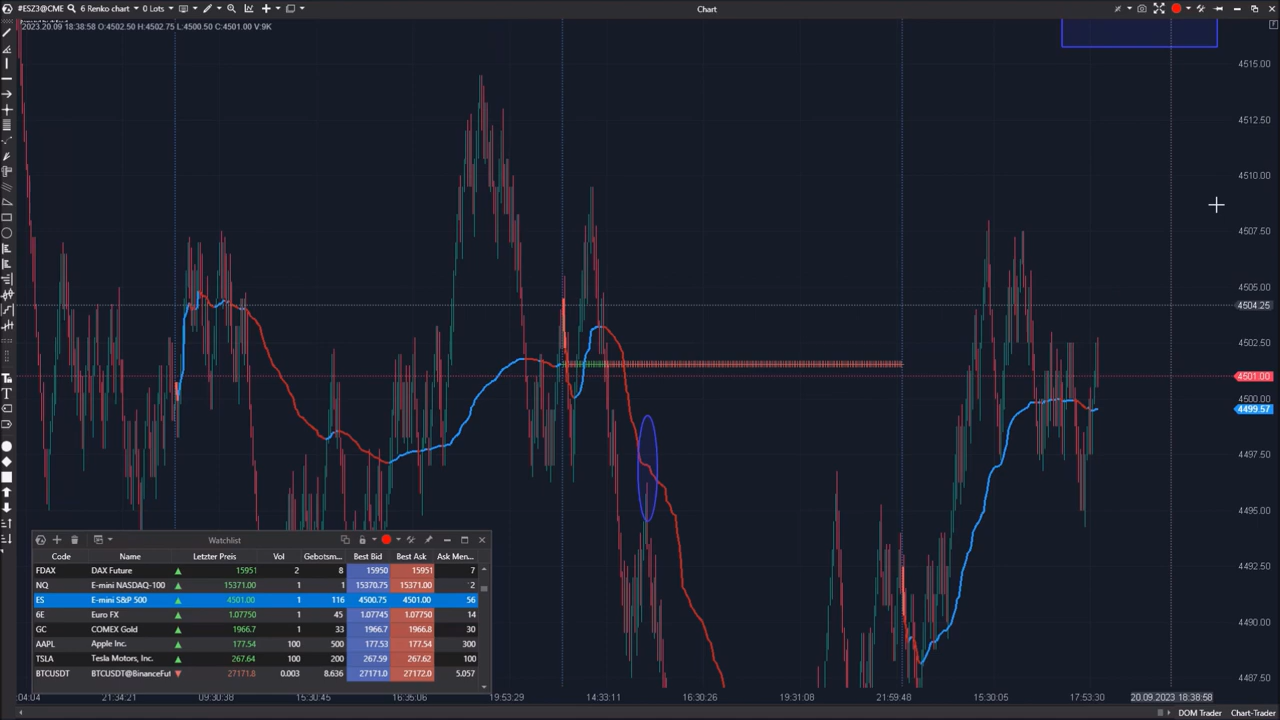 #ESZ3@CME 6 Renko chart 0 Lots Chart
2023.20.09 18:38:58 O:4502.50 H:4502.75 L:4500.50 C:4501.00 V:9K
4515.00
4512.50
4510.00
4507.50
4505.00
4504.25
4502.50
4501.00
4500.00
4499.57
4497.50
4495.00
4492.50
4490.00
4487.50
Watchlist
Code Name Letzter Preis Vol Gebotsm... Best Bid Best Ask Ask Men...
FDAX DAX Future 15951 2 8 15950 15951 7
NQ E-mini NASDAQ-100 15371.00 1 1 15370.75 15371.00 2
ES E-mini S&P 500 4501.00 1 116 4500.75 4501.00 56
6E Euro FX 1.07750 1 45 1.07745 1.07750 14
GC COMEX Gold 1966.7 1 33 1966.7 1966.8 30
AAPL Apple Inc. 177.54 100 500 177.53 177.54 300
TSLA Tesla Motors, Inc. 267.64 100 200 267.59 267.62 100
BTCUSDT BTCUSDT@BinanceFut 27171.8 0.003 8.636 27171.0 27172.0 5.057
:04:04 21:34:21 09:30:38 15:30:45 16:35:06 19:53:29 14:33:11 16:30:26 19:31:08 21:59:48 15:30:05 17:53:30 20.09.2023 18:38:58
DOM Trader Chart-Trader